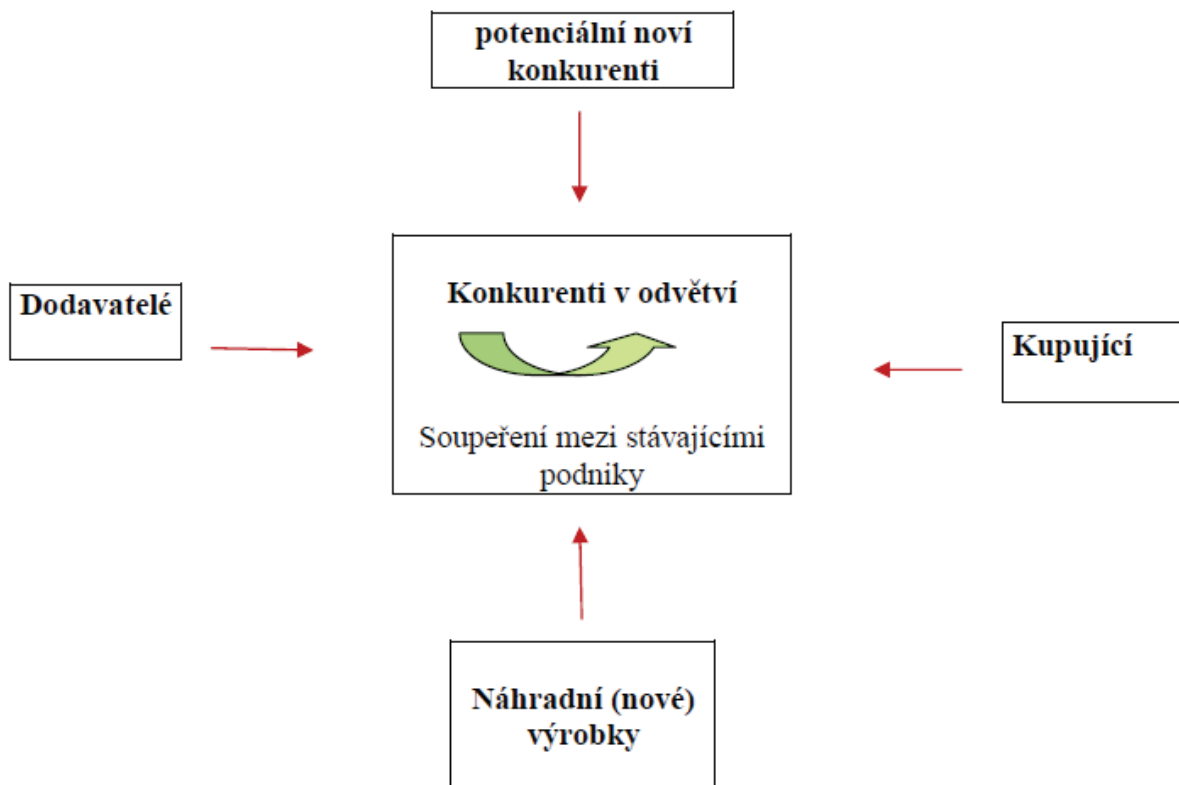 potenciální noví
konkurenti
Dodavatelé
Konkurenti v odvětví
Soupeření mezi stávajícími
podniky
Kupující
Náhradní (nové)
výrobky